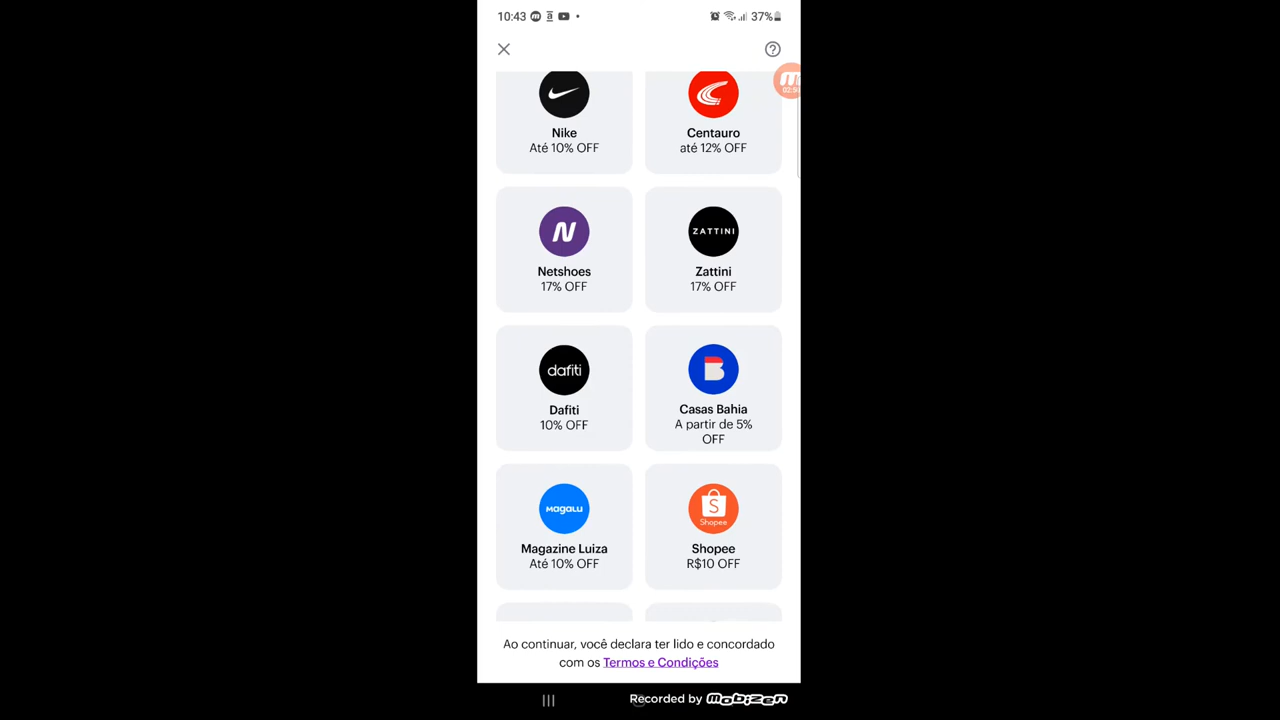 10:43
37%
02:50
Nike
Até 10% OFF
Centauro
até 12% OFF
N
Netshoes
17% OFF
ZATTINI
Zattini
17% OFF
dafiti
Dafiti
10% OFF
B
Casas Bahia
A partir de 5%
OFF
Magalu
Magazine Luiza
Até 10% OFF
S
Shopee
Shopee
R$10 OFF
Ao continuar, você declara ter lido e concordado
com os Termos e Condições
Recorded by Mobizen